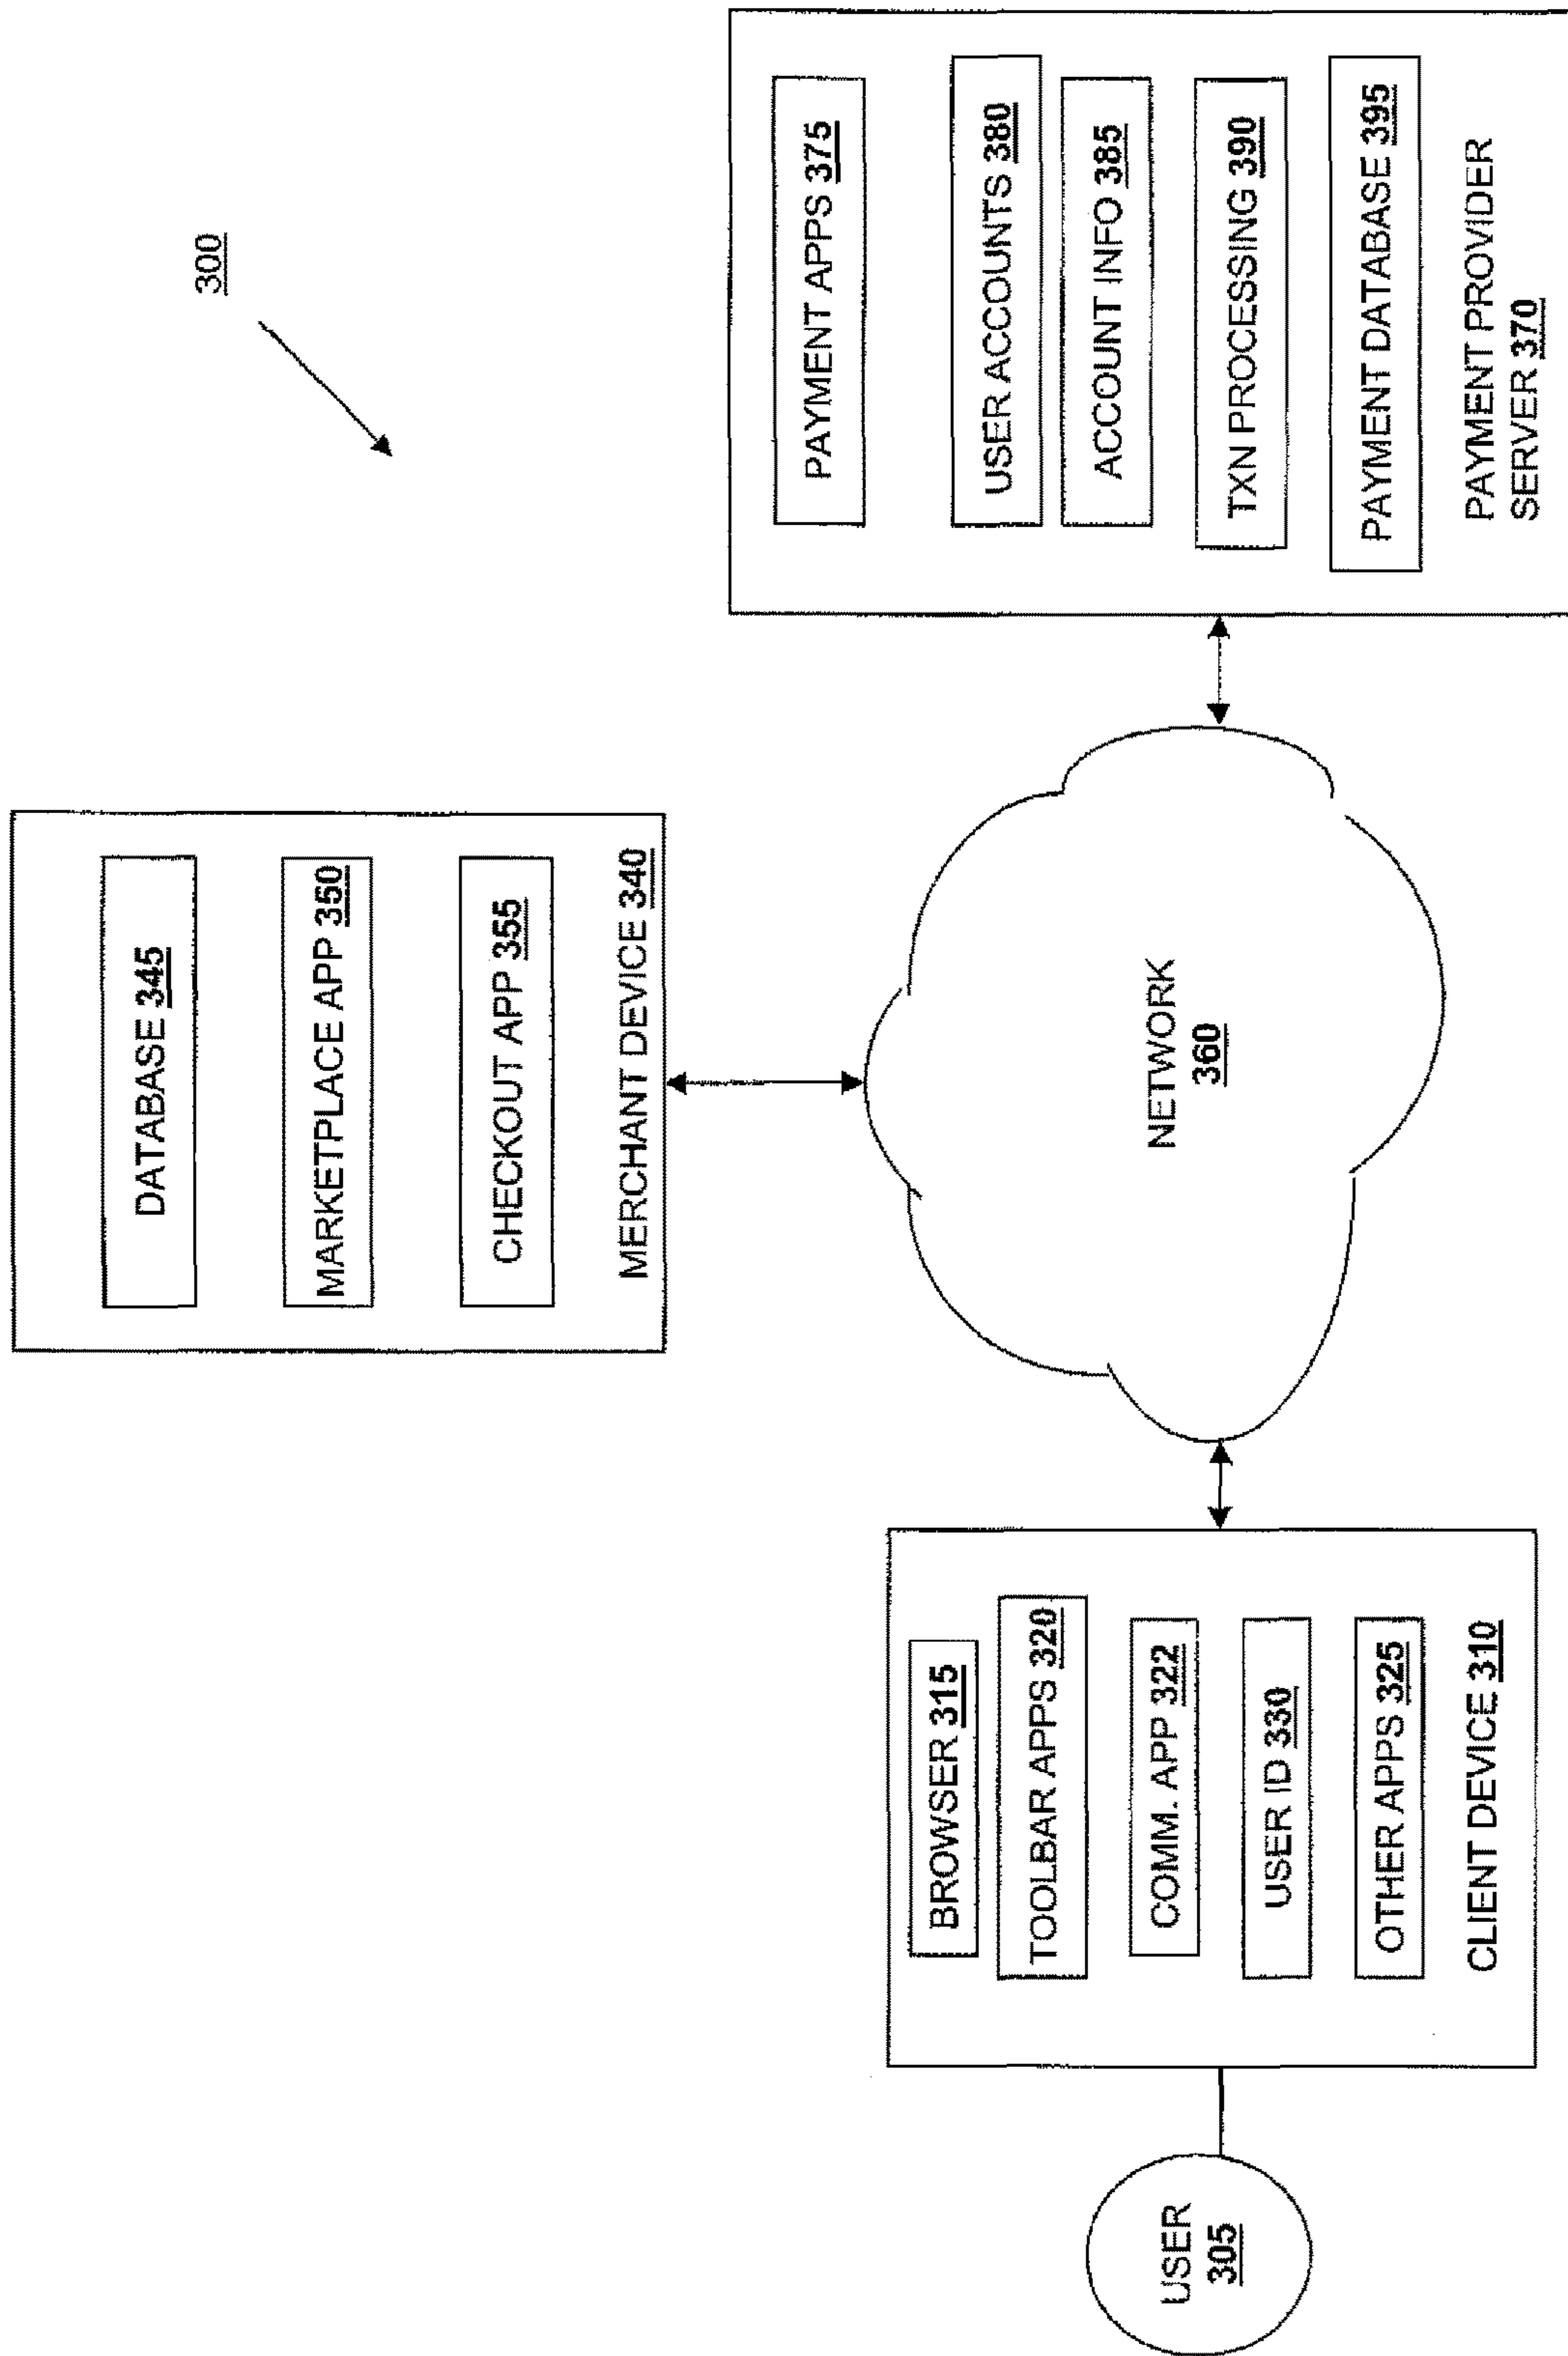 300
DATABASE 345
MARKETPLACE APP 350
CHECKOUT APP 355
MERCHANT DEVICE 340
USER
305
BROWSER 315
TOOLBAR APPS 320
COMM. APP 322
USER ID 330
OTHER APPS 325
CLIENT DEVICE 310
NETWORK
360
PAYMENT APPS 375
USER ACCOUNTS 380
ACCOUNT INFO 385
TXN PROCESSING 390
PAYMENT DATABASE 395
PAYMENT PROVIDER
SERVER 370